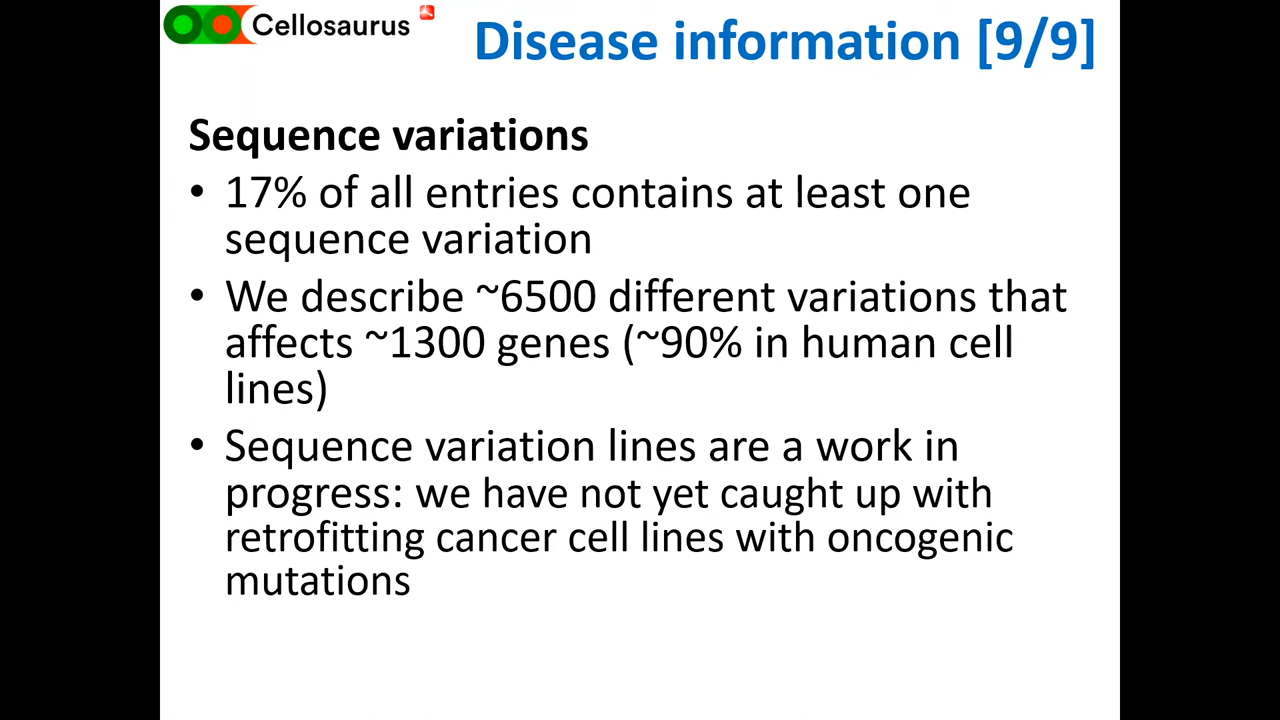 Cellosaurus
Disease information [9/9]
Sequence variations
• 17% of all entries contains at least one
sequence variation
• We describe ~6500 different variations that
affects ~1300 genes (~90% in human cell
lines)
• Sequence variation lines are a work in
progress: we have not yet caught up with
retrofitting cancer cell lines with oncogenic
mutations